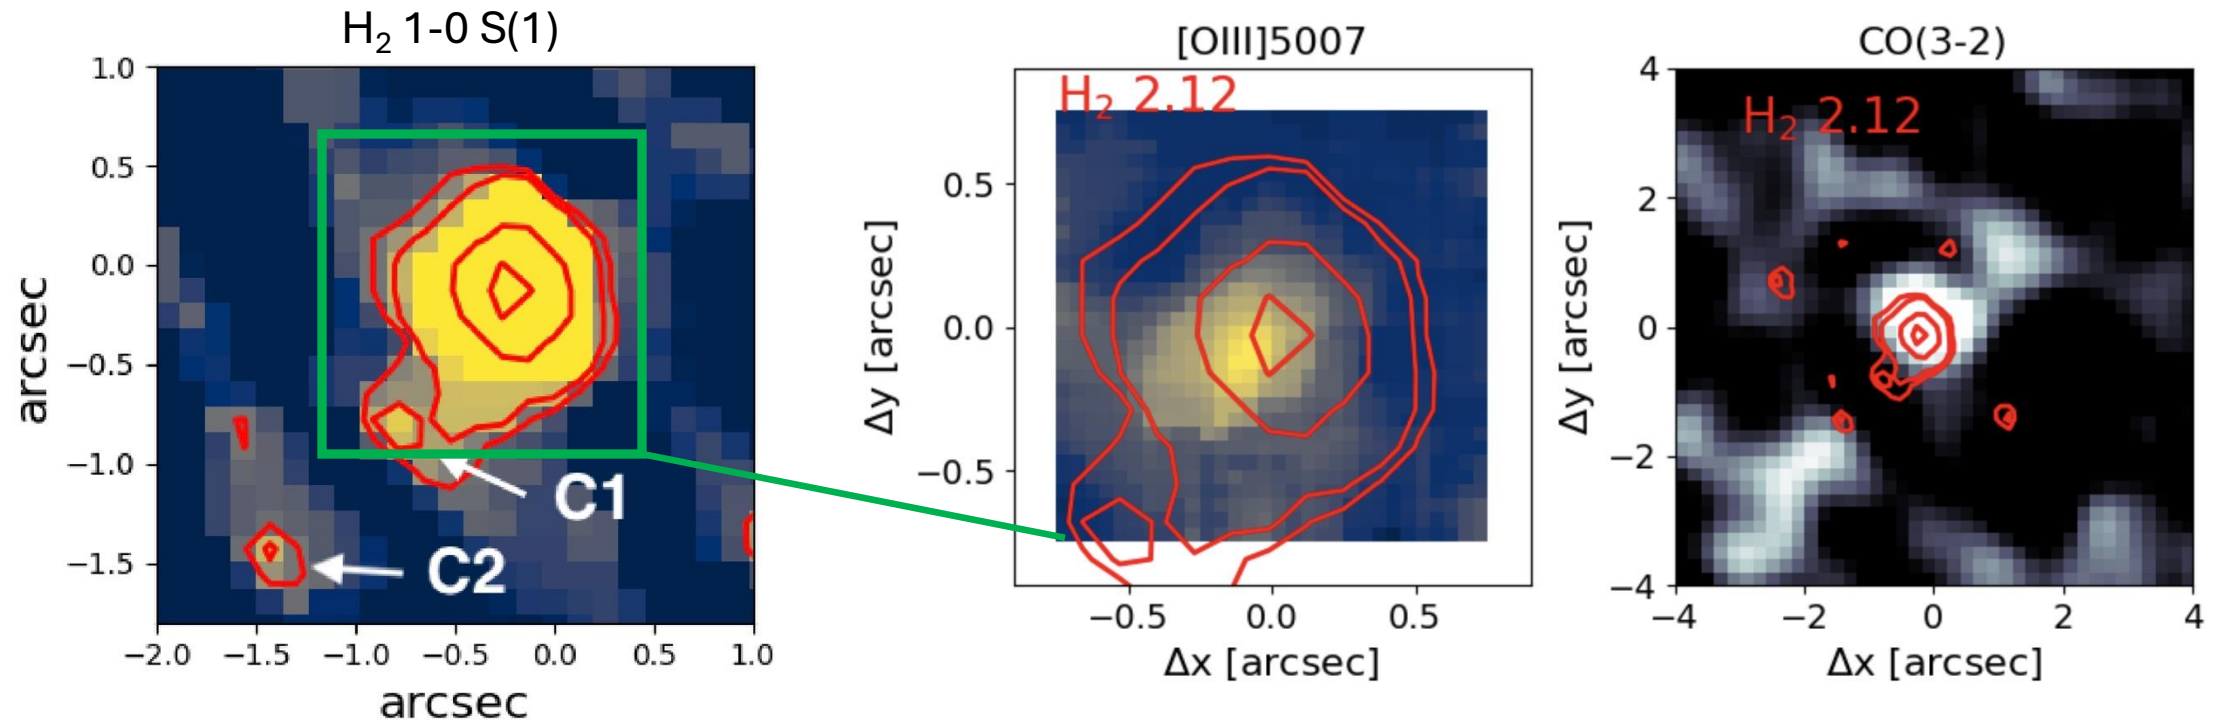 H₂ 1-0 S(1)
1.0
0.5
0.0
−0.5
−1.0
−1.5
−2.0 −1.5 −1.0 −0.5 0.0 0.5 1.0
arcsec
arcsec
C1
C2
[OIII]5007
H₂ 2.12
0.5
0.0
−0.5
−0.5 0.0 0.5
Δy [arcsec]
Δx [arcsec]
CO(3-2)
H₂ 2.12
4
2
0
−2
−4
−4 −2 0 2 4
Δy [arcsec]
Δx [arcsec]